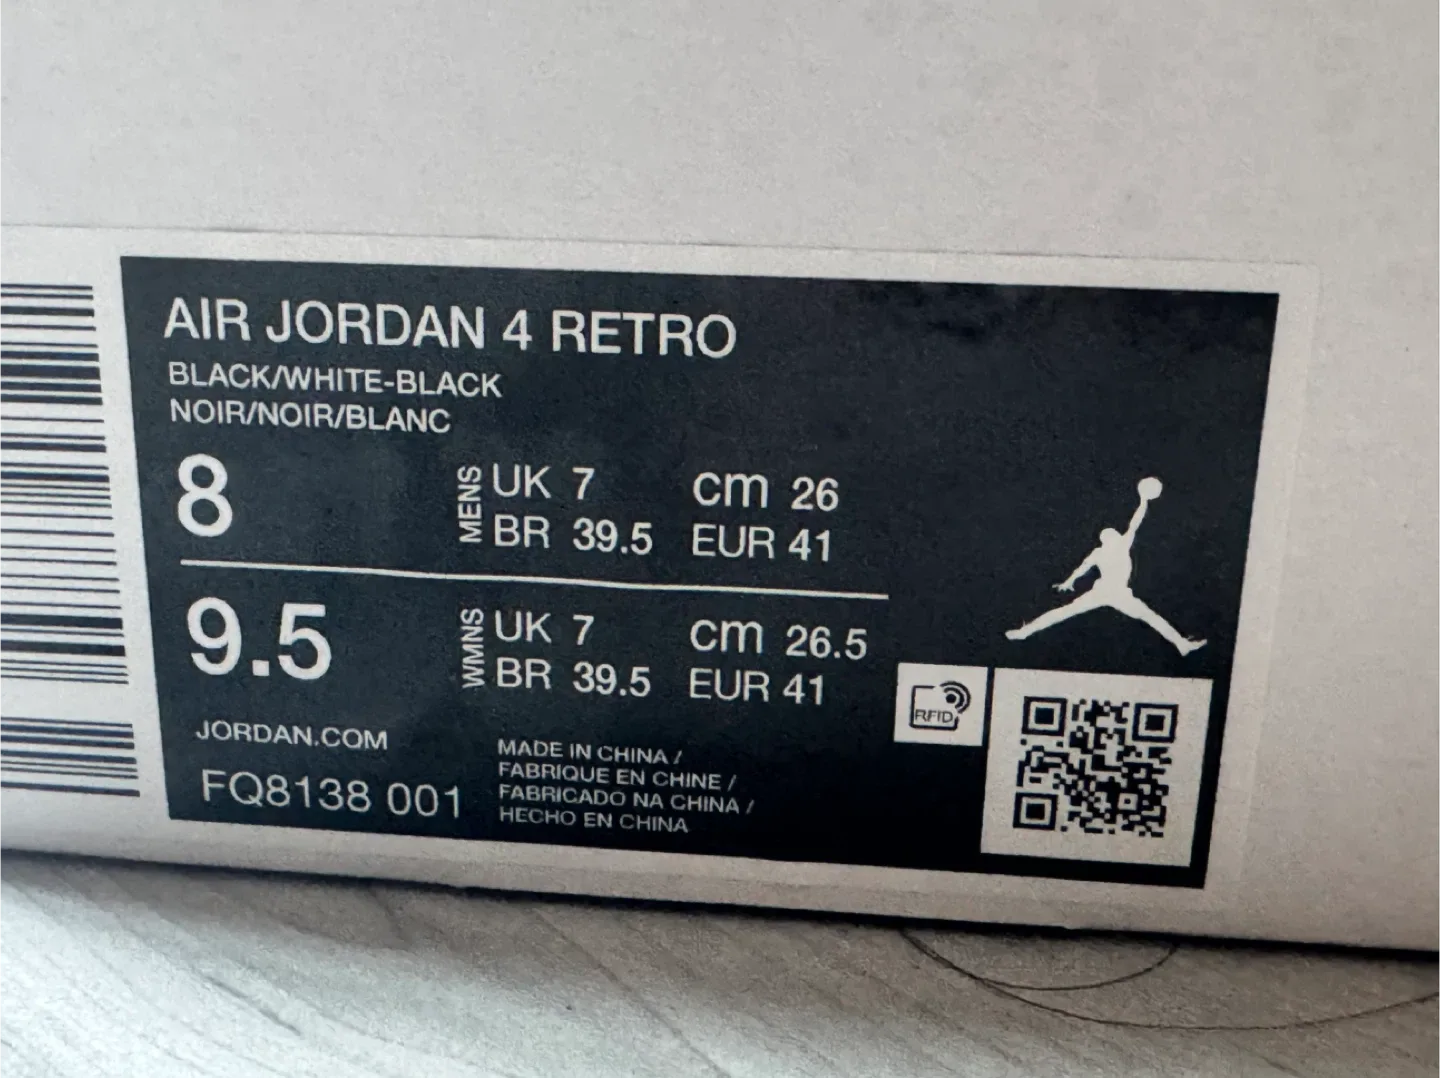 AIR JORDAN 4 RETRO
BLACK/WHITE-BLACK
NOIR/NOIR/BLANC
8 MENS UK 7 cm 26
BR 39.5 EUR 41
9.5 WMNS UK 7 cm 26.5
BR 39.5 EUR 41
JORDAN.COM
FQ8138 001
MADE IN CHINA /
FABRIQUE EN CHINE /
FABRICADO NA CHINA /
HECHO EN CHINA
RFID